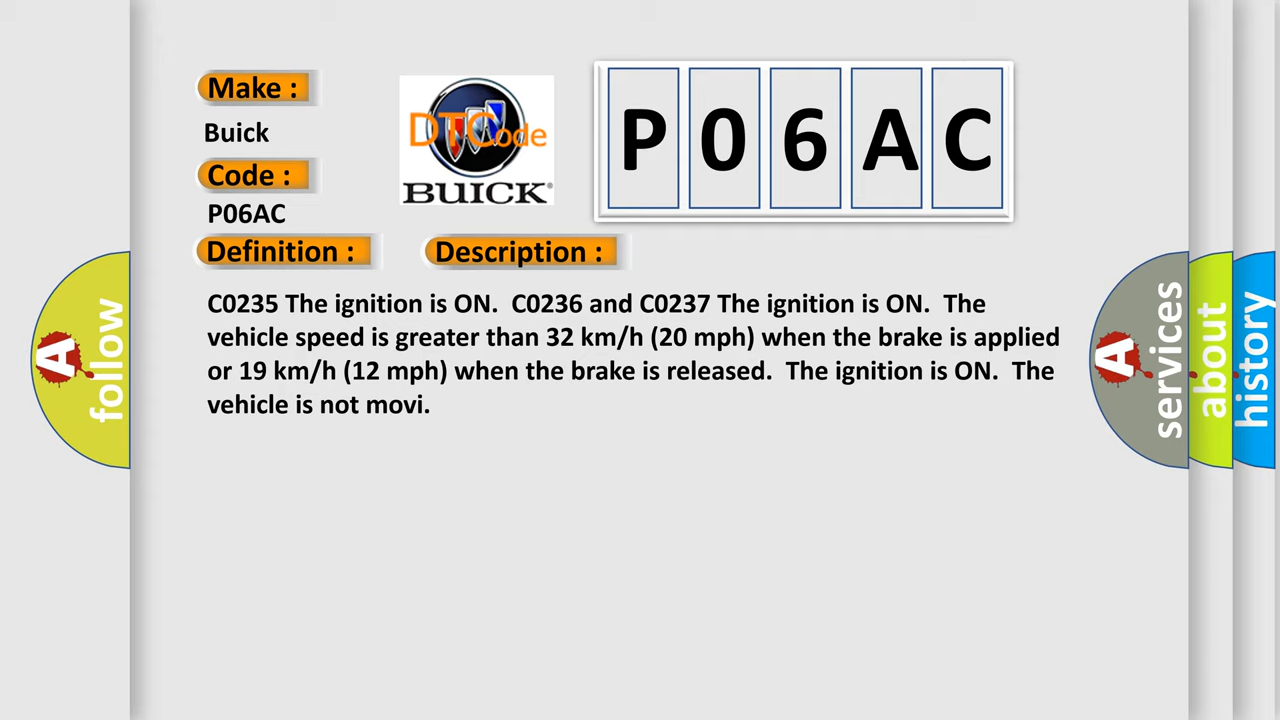 Make :
Buick
Code :
P06AC
Definition :
Description :
DTCode
BUICK
P06AC
C0235 The ignition is ON.  C0236 and C0237 The ignition is ON.  The
vehicle speed is greater than 32 km/h (20 mph) when the brake is applied
or 19 km/h (12 mph) when the brake is released.  The ignition is ON.  The
vehicle is not movi.
A
follow
A
services
about
history